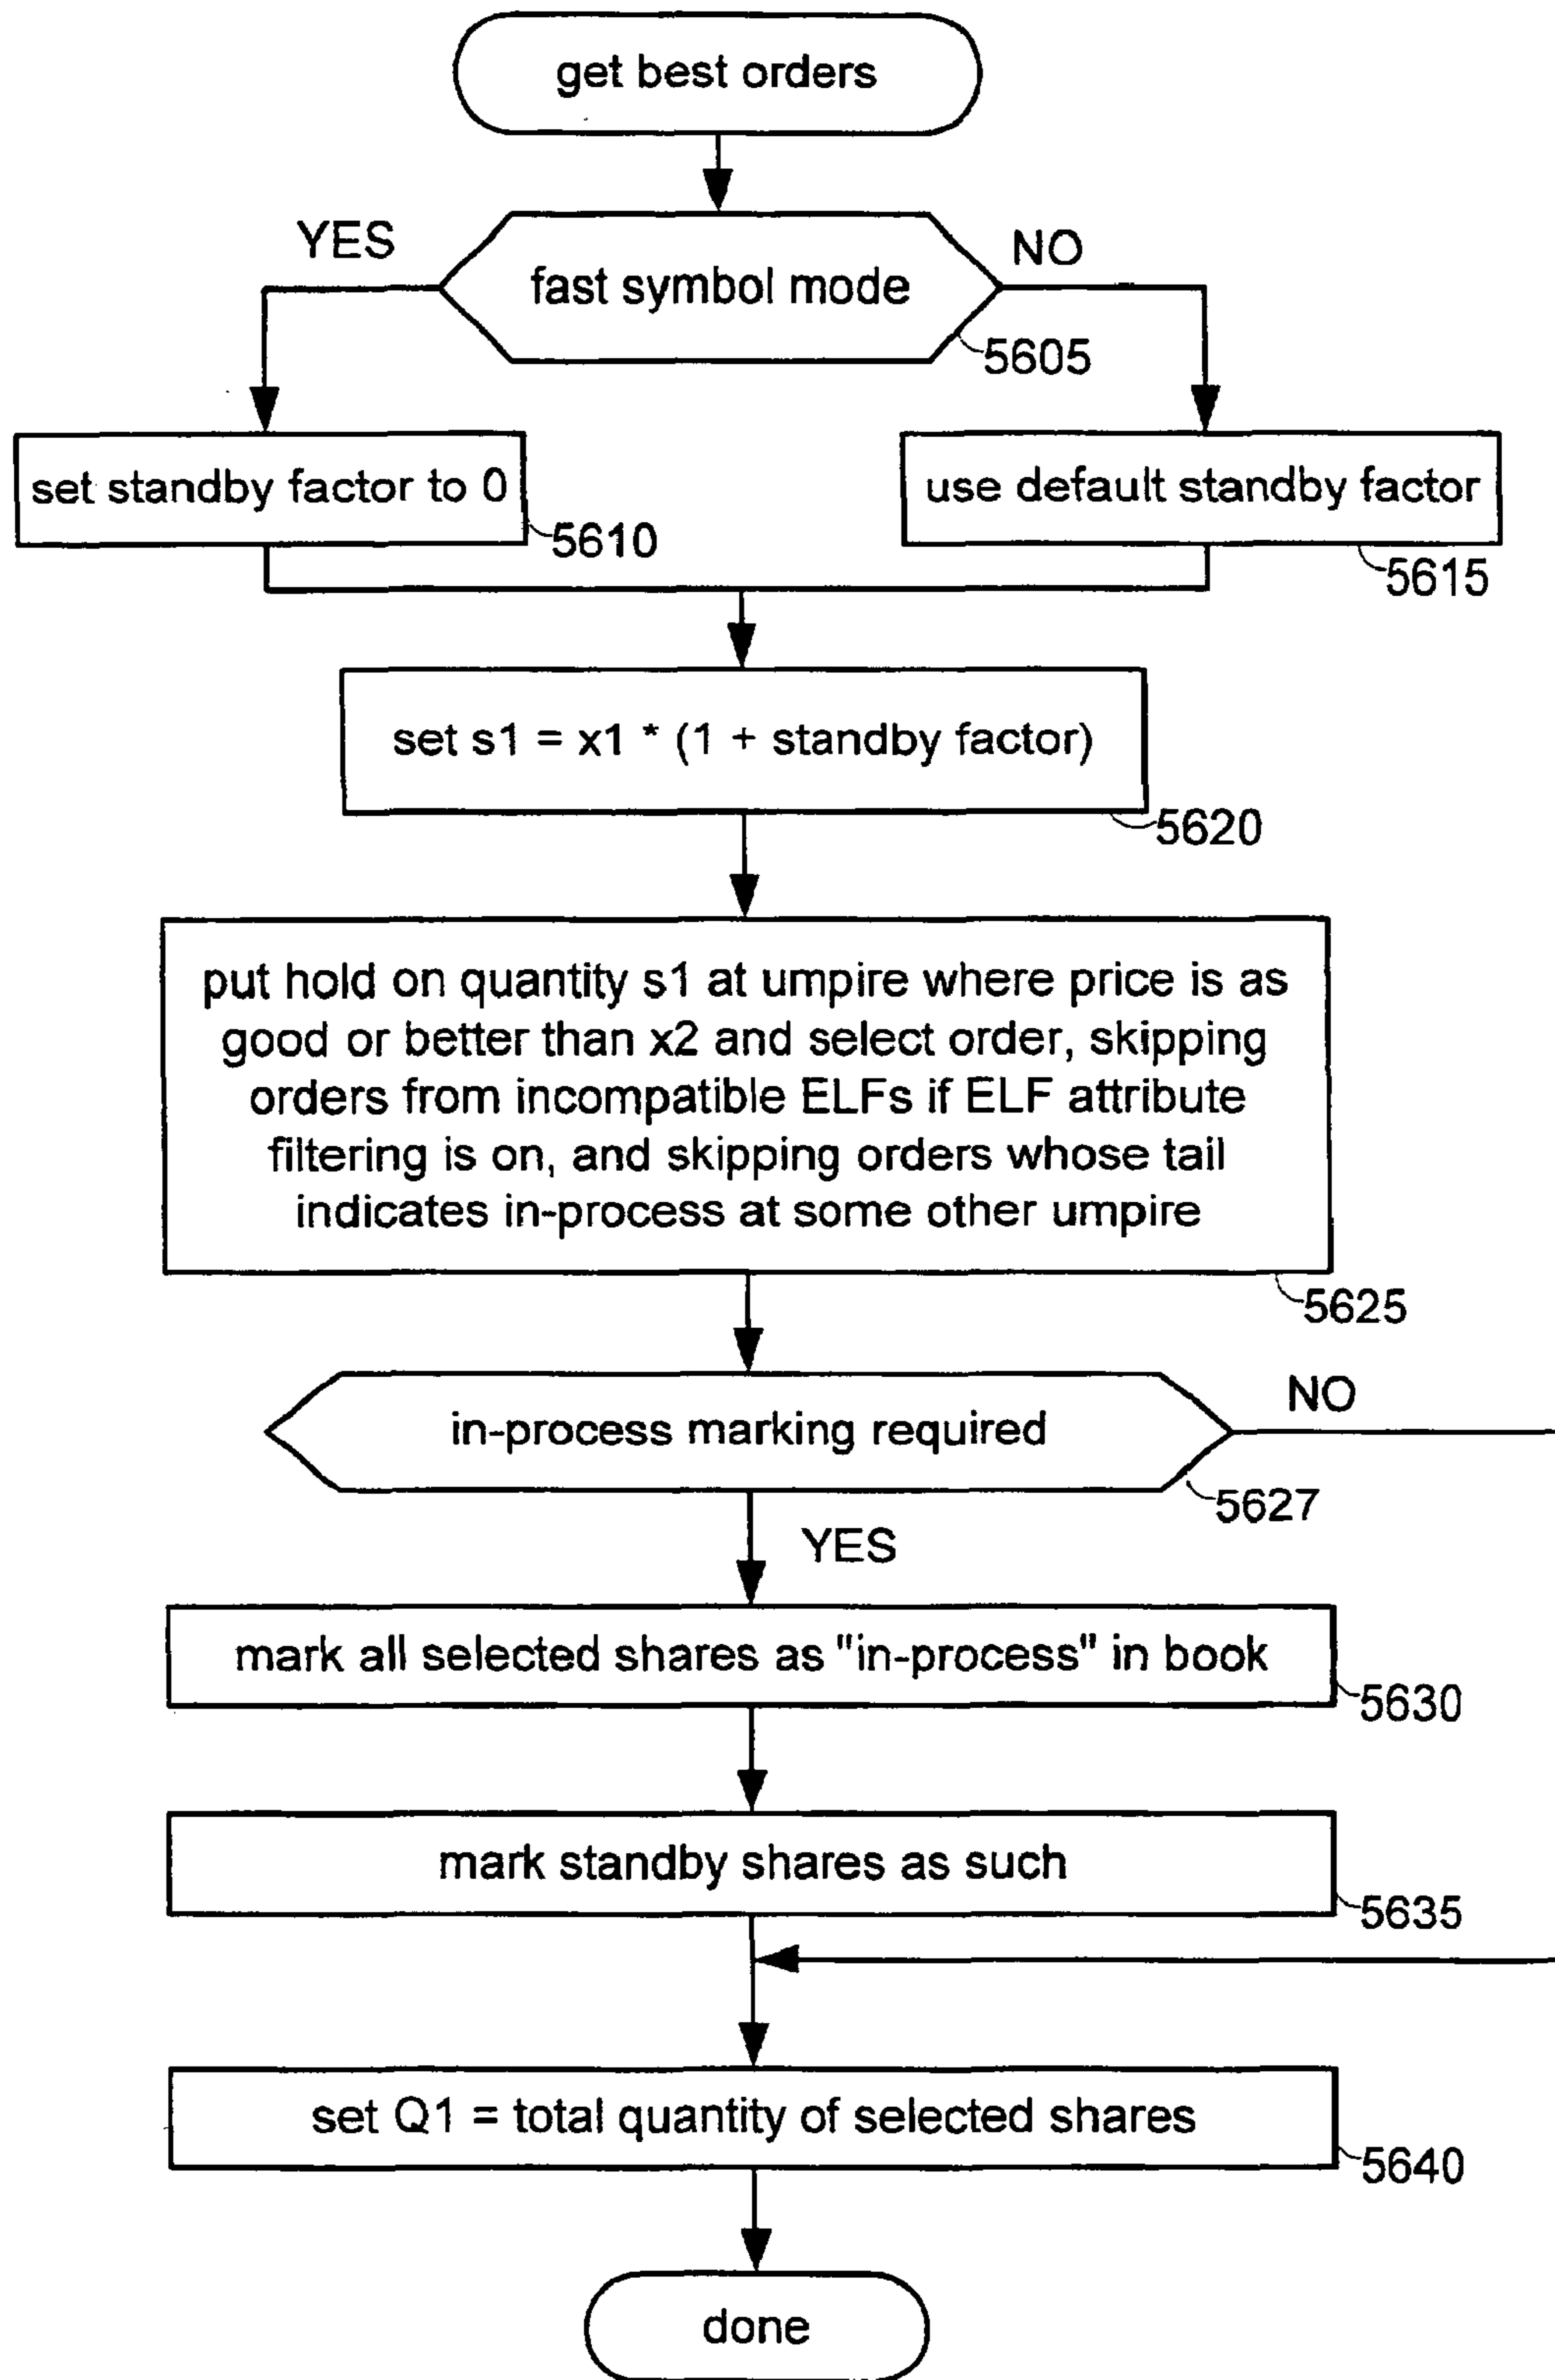 get best orders
YES
NO
fast symbol mode
5605
set standby factor to 0
use default standby factor
5610
5615
set s1 = x1 * (1 + standby factor)
5620
put hold on quantity s1 at umpire where price is as
good or better than x2 and select order, skipping
orders from incompatible ELFs if ELF attribute
filtering is on, and skipping orders whose tail
indicates in-process at some other umpire
5625
NO
in-process marking required
5627
YES
mark all selected shares as "in-process" in book
5630
mark standby shares as such
5635
set Q1 = total quantity of selected shares
5640
done